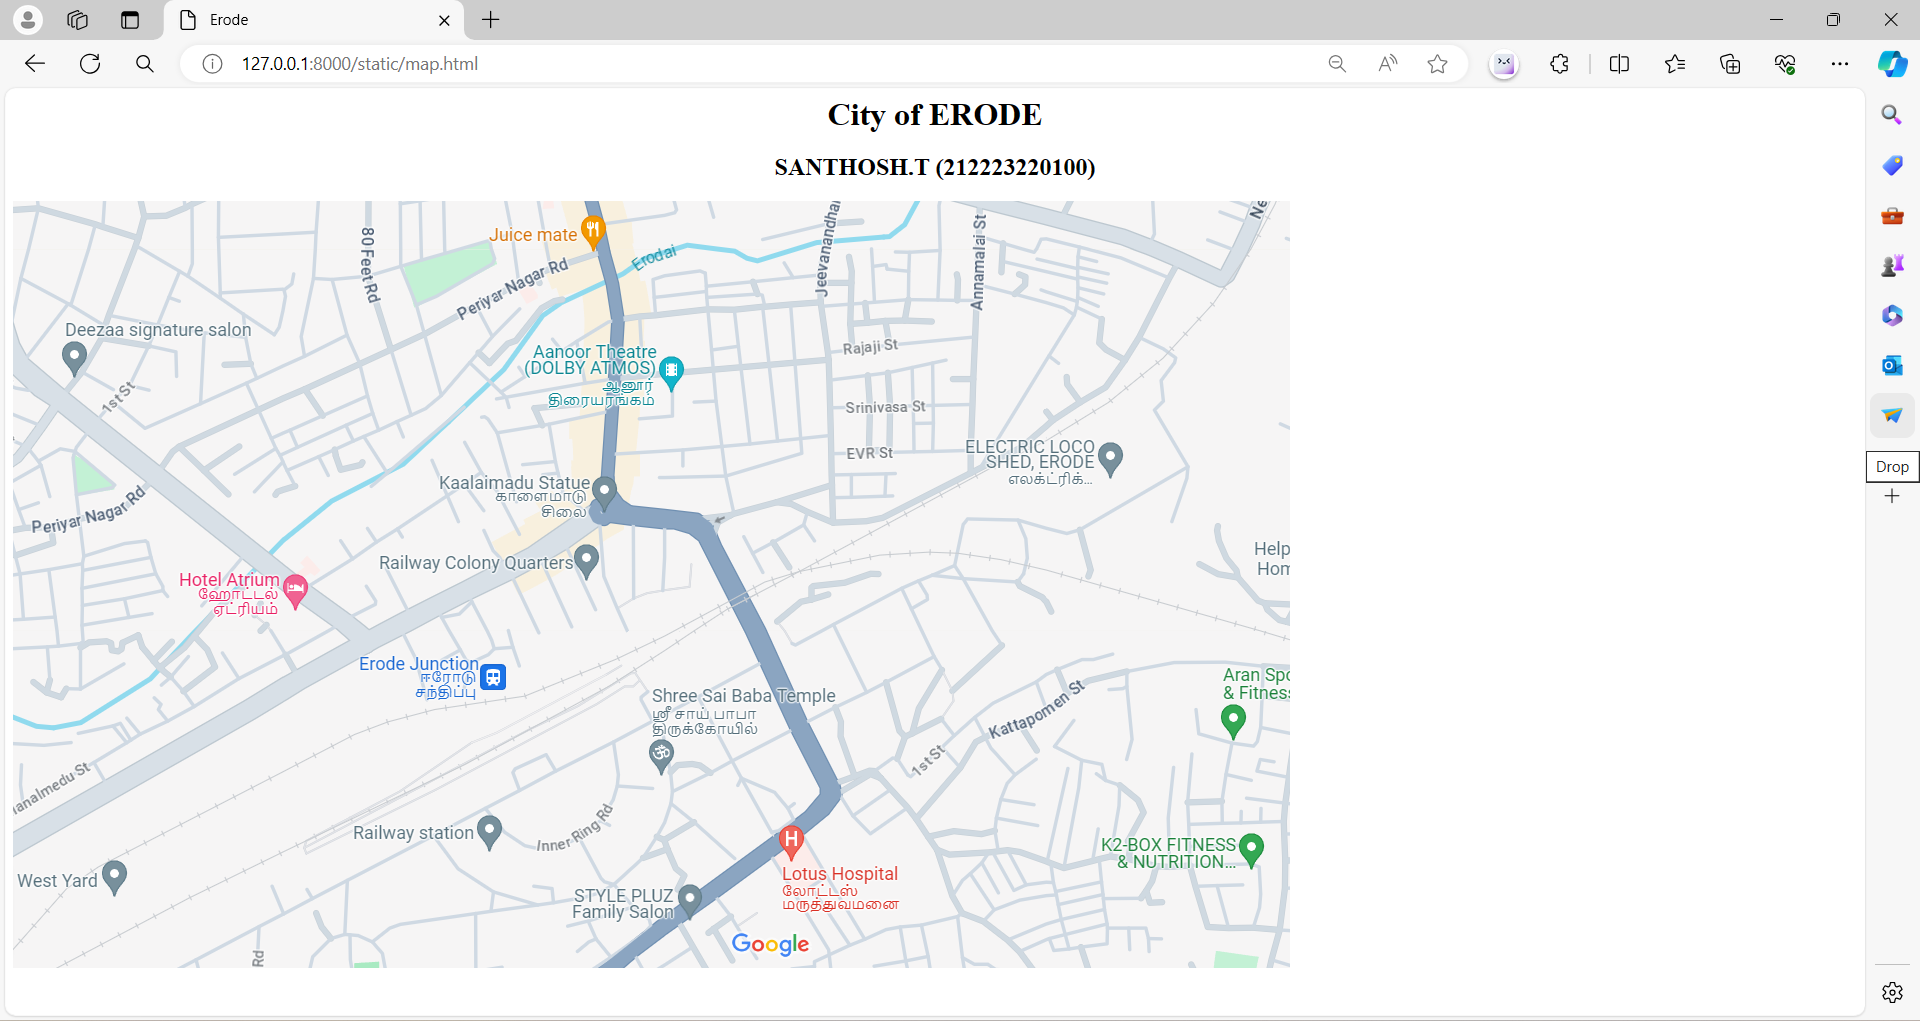 Erode
127.0.0.1:8000/static/map.html
City of ERODE
SANTHOSH.T (212223220100)
Juice mate
80 Feet Rd
Periyar Nagar Rd
Erodai
Annamalai St
Deezaa signature salon
1st St
Aanoor Theatre
(DOLBY ATMOS)
ஆனூர்
திரையரங்கம்
Rajaji St
Srinivasa St
EVR St
ELECTRIC LOCO
SHED, ERODE
எலக்ட்ரிக்...
Kaalaimadu Statue
காளைமாடு
சிலை
Periyar Nagar Rd
Drop
Railway Colony Quarters
Help
Hotel Atrium
ஹோட்டல்
ஏட்ரியம்
Erode Junction
ஈரோடு
சந்திப்பு
Shree Sai Baba Temple
ஸ்ரீ சாய் பாபா
திருக்கோயில்
Kattapomen St
Aran Spo
& Fitness
1st St
analmedu St
Railway station
Inner Ring Rd
K2-BOX FITNESS
& NUTRITION...
West Yard
Lotus Hospital
லோட்டஸ்
மருத்துவமனை
STYLE PLUZ
Family Salon
Rd
Google